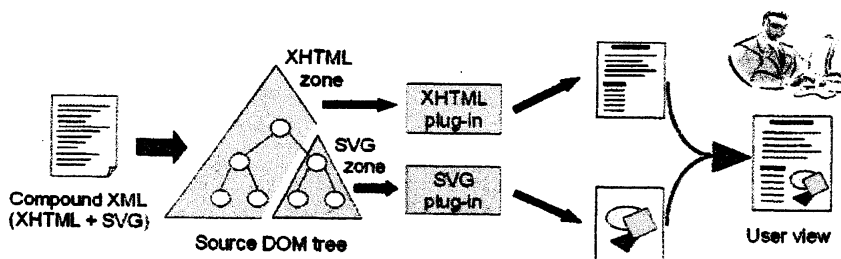 XHTML
zone
SVG
zone
XHTML
plug-in
SVG
plug-in
Compound XML
(XHTML + SVG)
Source DOM tree
User view